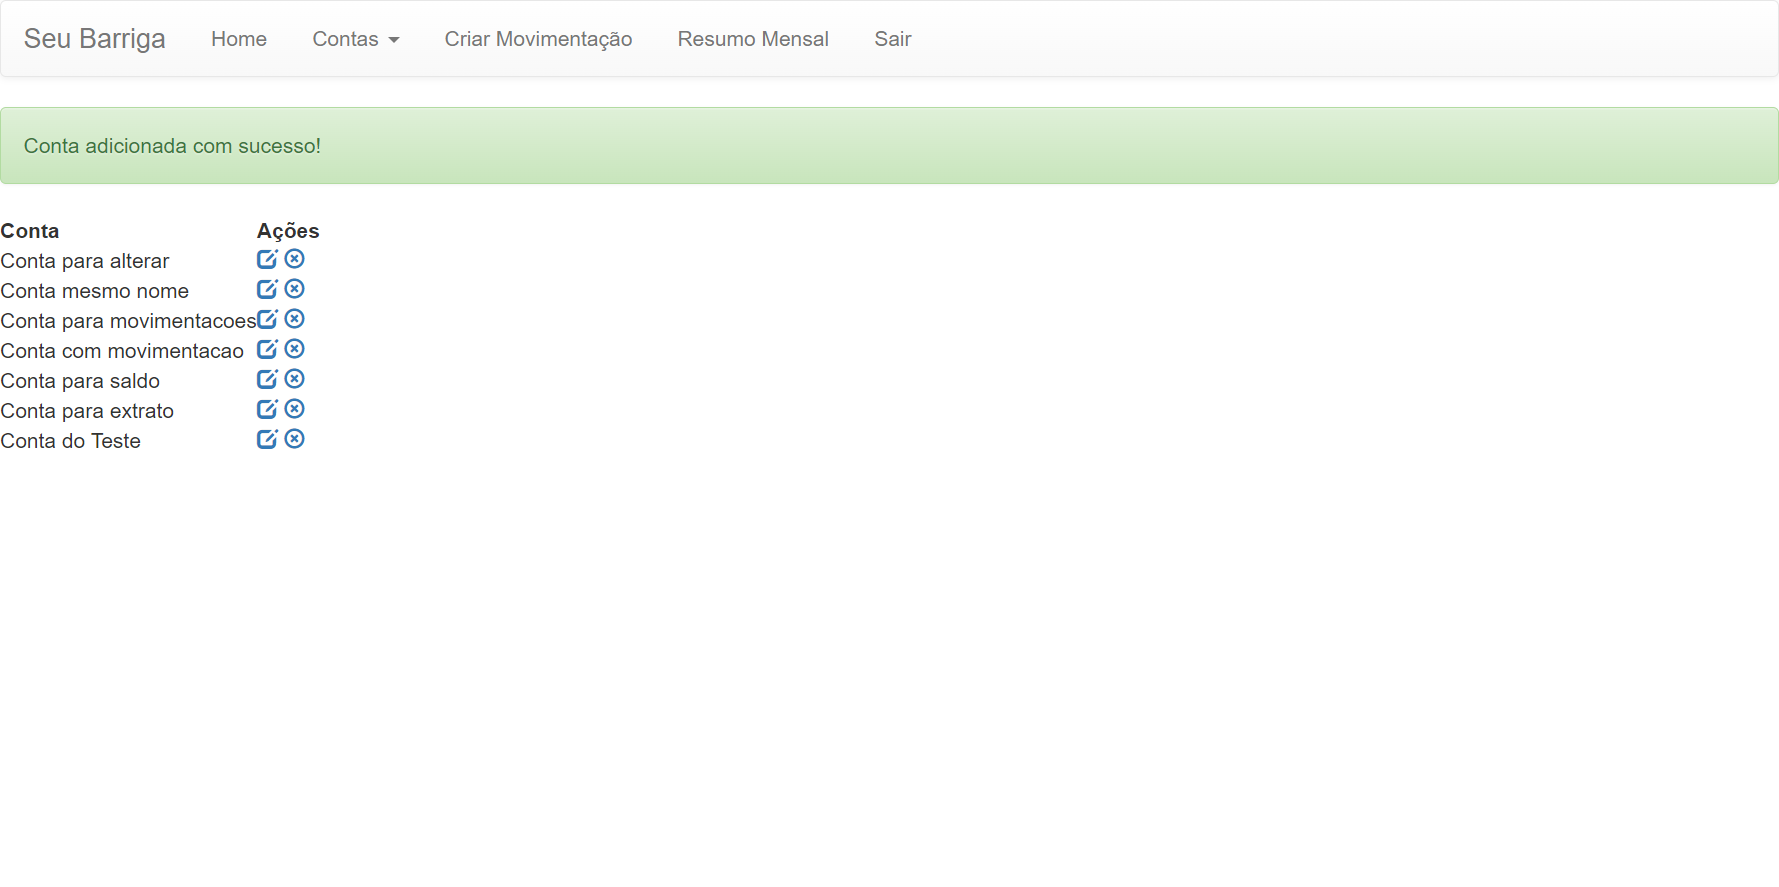 Seu Barriga Home Contas Criar Movimentação Resumo Mensal Sair
Conta adicionada com sucesso!
Conta Ações
Conta para alterar
Conta mesmo nome
Conta para movimentacoes
Conta com movimentacao
Conta para saldo
Conta para extrato
Conta do Teste